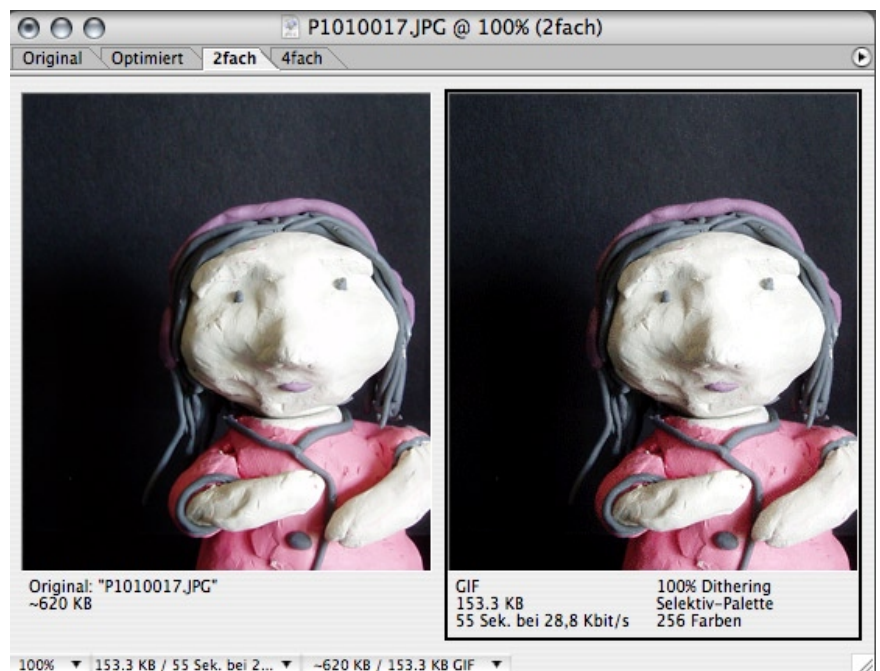 P1010017.JPG @ 100% (2fach)
Original Optimiert 2fach 4fach
Original: "P1010017.JPG"
~620 KB
GIF
153.3 KB
55 Sek. bei 28,8 Kbit/s
100% Dithering
Selektiv-Palette
256 Farben
100% 153.3 KB / 55 Sek. bei 2... ~620 KB / 153.3 KB GIF